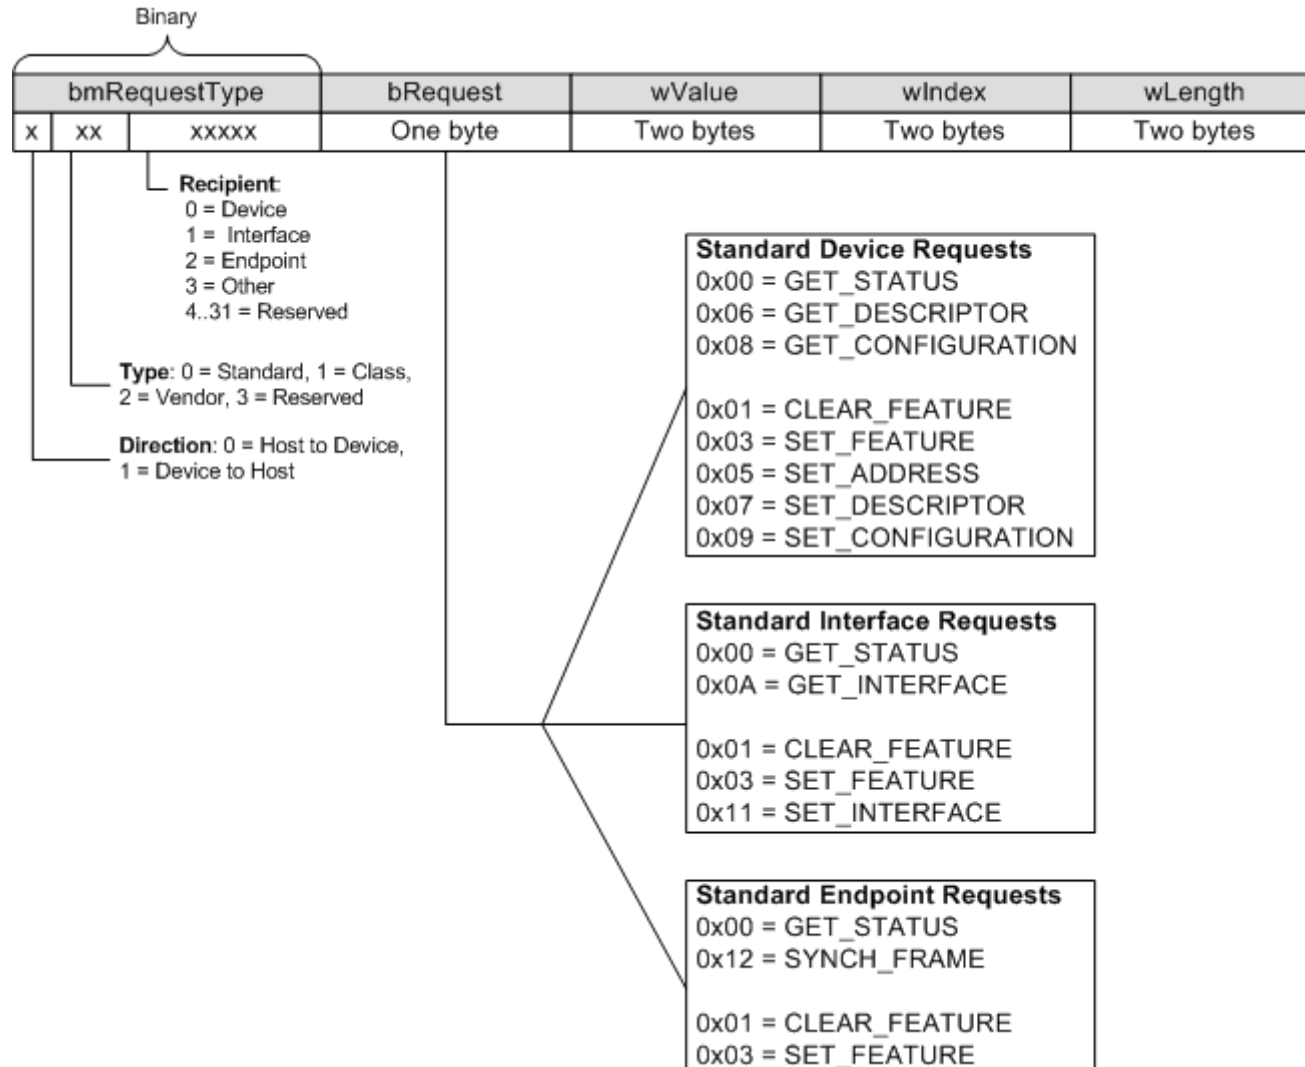 Binary
bmRequestType bRequest wValue wIndex wLength
x xx xxxxx One byte Two bytes Two bytes Two bytes
Recipient:
0 = Device
1 = Interface
2 = Endpoint
3 = Other
4..31 = Reserved
Type: 0 = Standard, 1 = Class,
2 = Vendor, 3 = Reserved
Direction: 0 = Host to Device,
1 = Device to Host
Standard Device Requests
0x00 = GET_STATUS
0x06 = GET_DESCRIPTOR
0x08 = GET_CONFIGURATION
0x01 = CLEAR_FEATURE
0x03 = SET_FEATURE
0x05 = SET_ADDRESS
0x07 = SET_DESCRIPTOR
0x09 = SET_CONFIGURATION
Standard Interface Requests
0x00 = GET_STATUS
0x0A = GET_INTERFACE
0x01 = CLEAR_FEATURE
0x03 = SET_FEATURE
0x11 = SET_INTERFACE
Standard Endpoint Requests
0x00 = GET_STATUS
0x12 = SYNCH_FRAME
0x01 = CLEAR_FEATURE
0x03 = SET_FEATURE